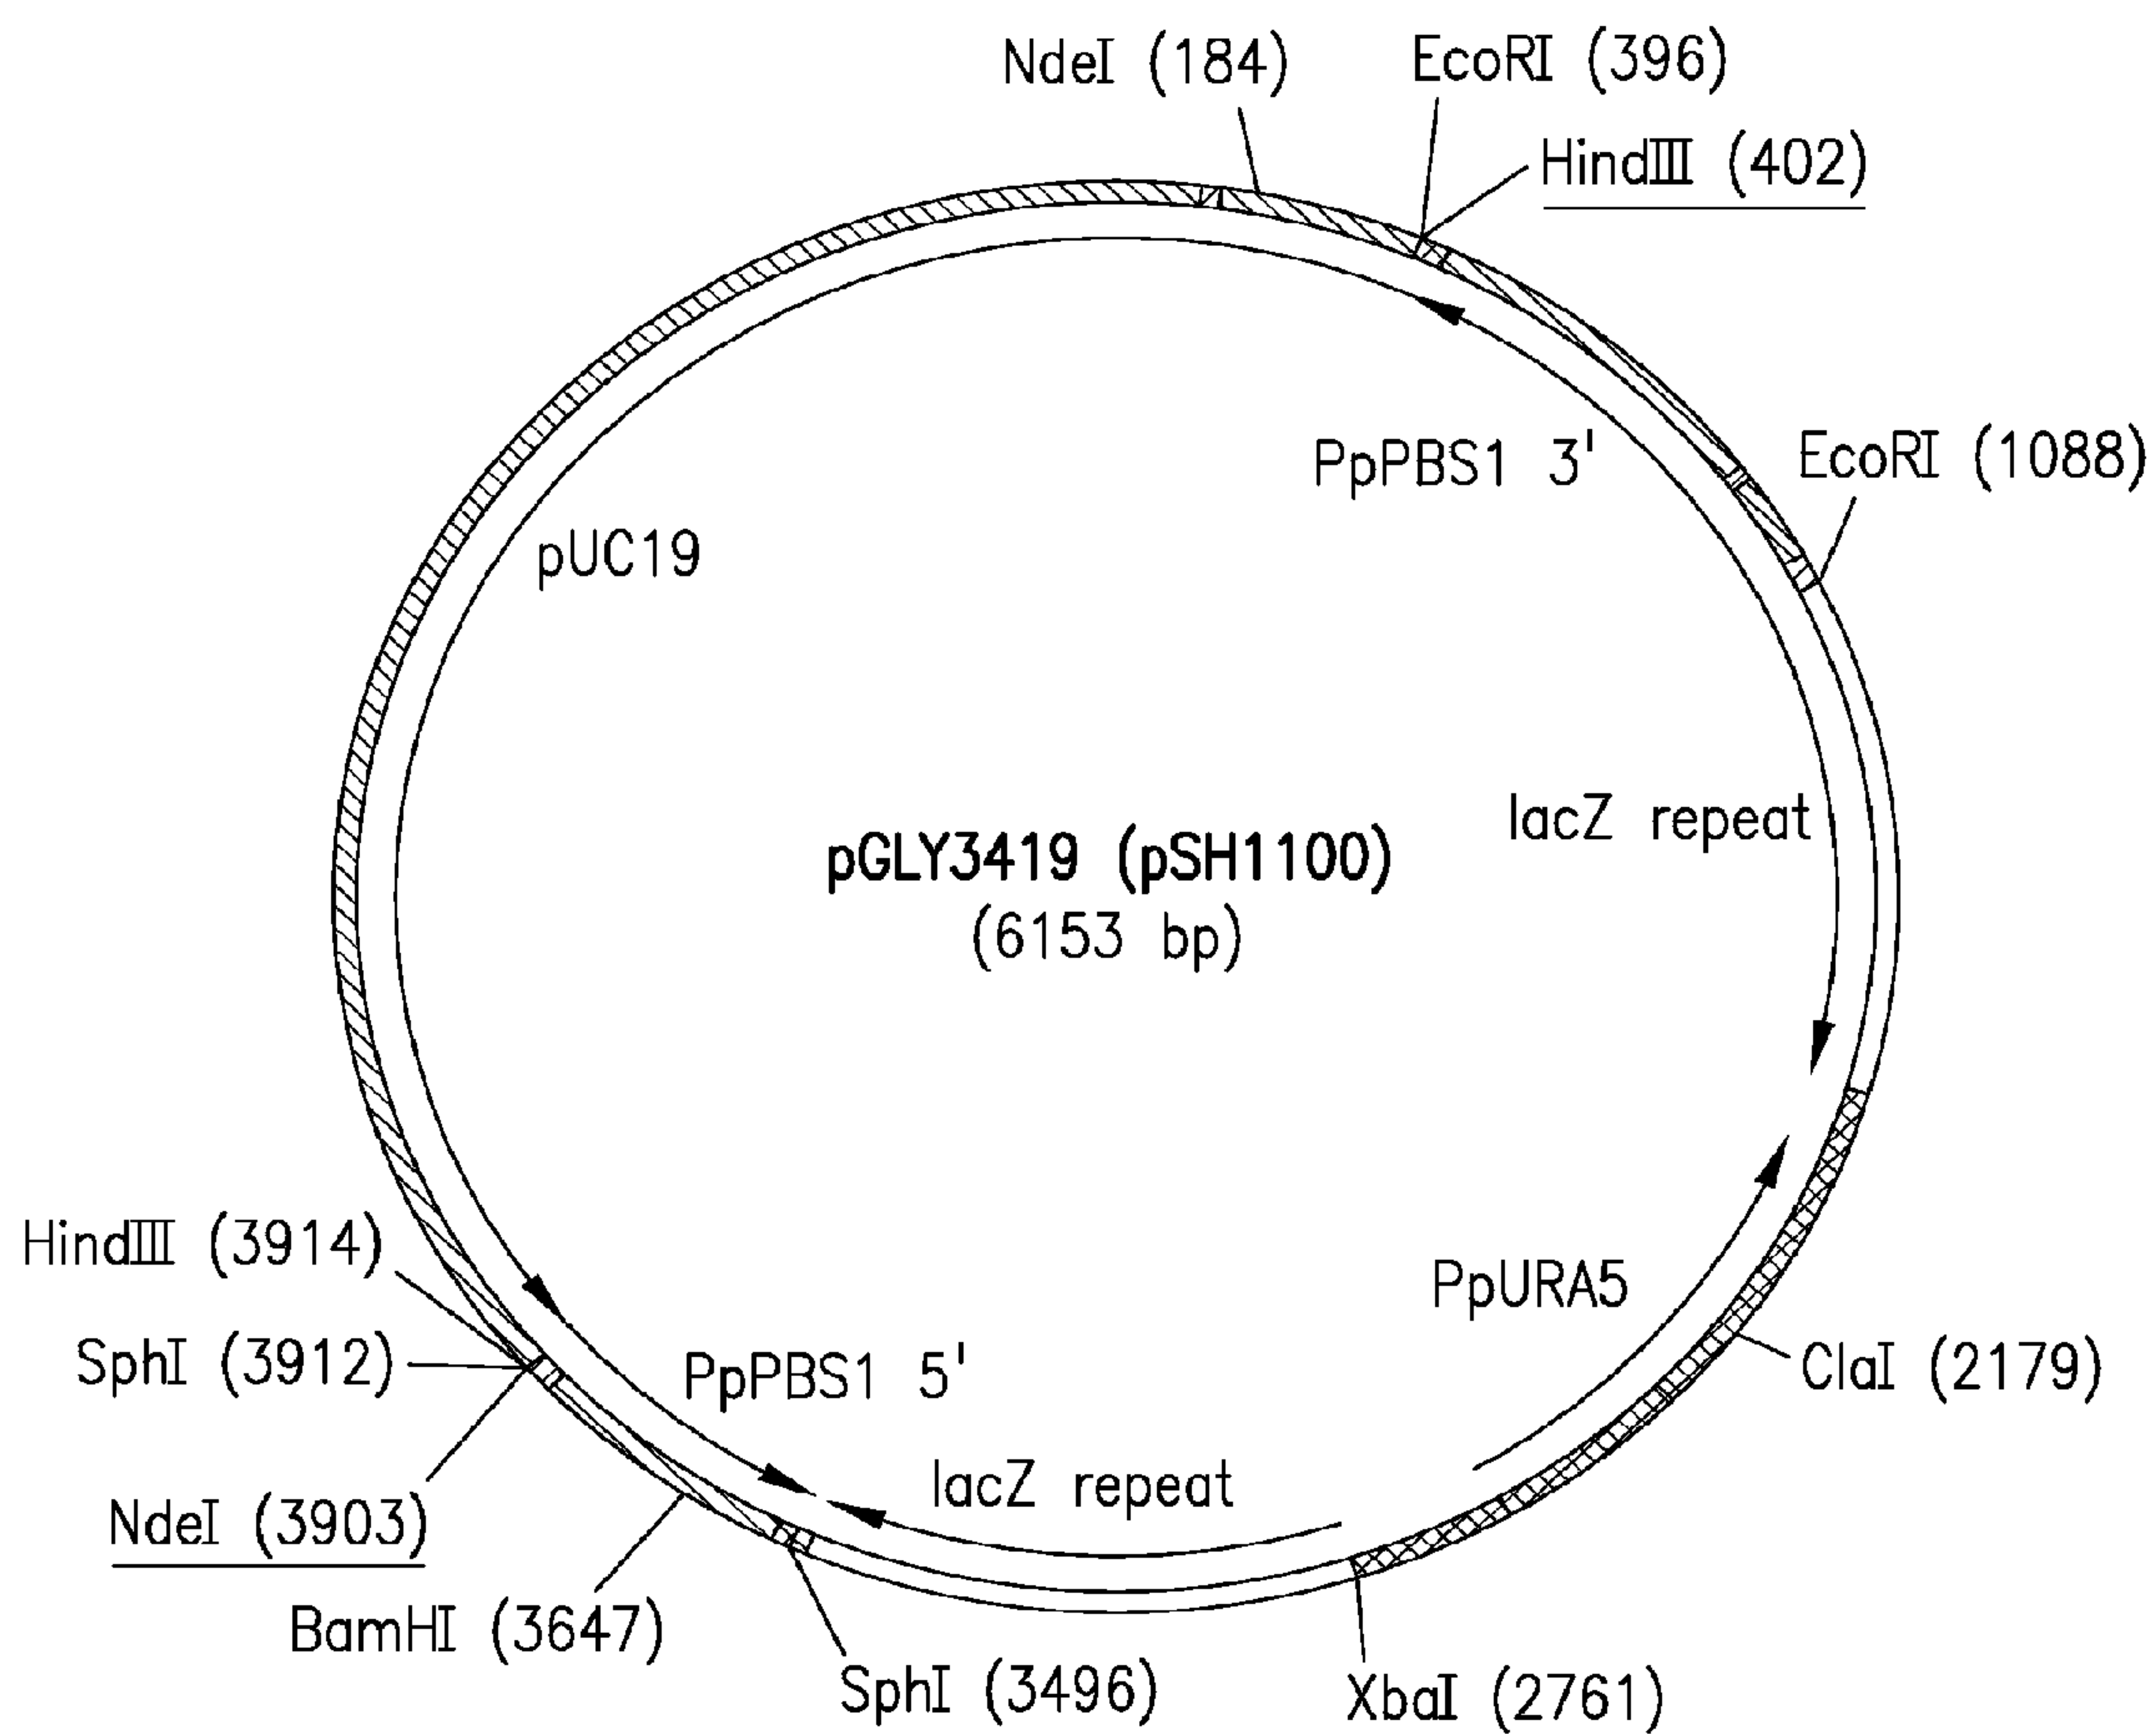 NdeI (184)
EcoRI (396)
HindIII (402)
PpPBS1 3'
EcoRI (1088)
pUC19
lacZ repeat
pGLY3419 (pSH1100)
(6153 bp)
HindIII (3914)
PpURA5
SphI (3912)
PpPBS1 5'
ClaI (2179)
lacZ repeat
NdeI (3903)
BamHI (3647)
SphI (3496)
XbaI (2761)